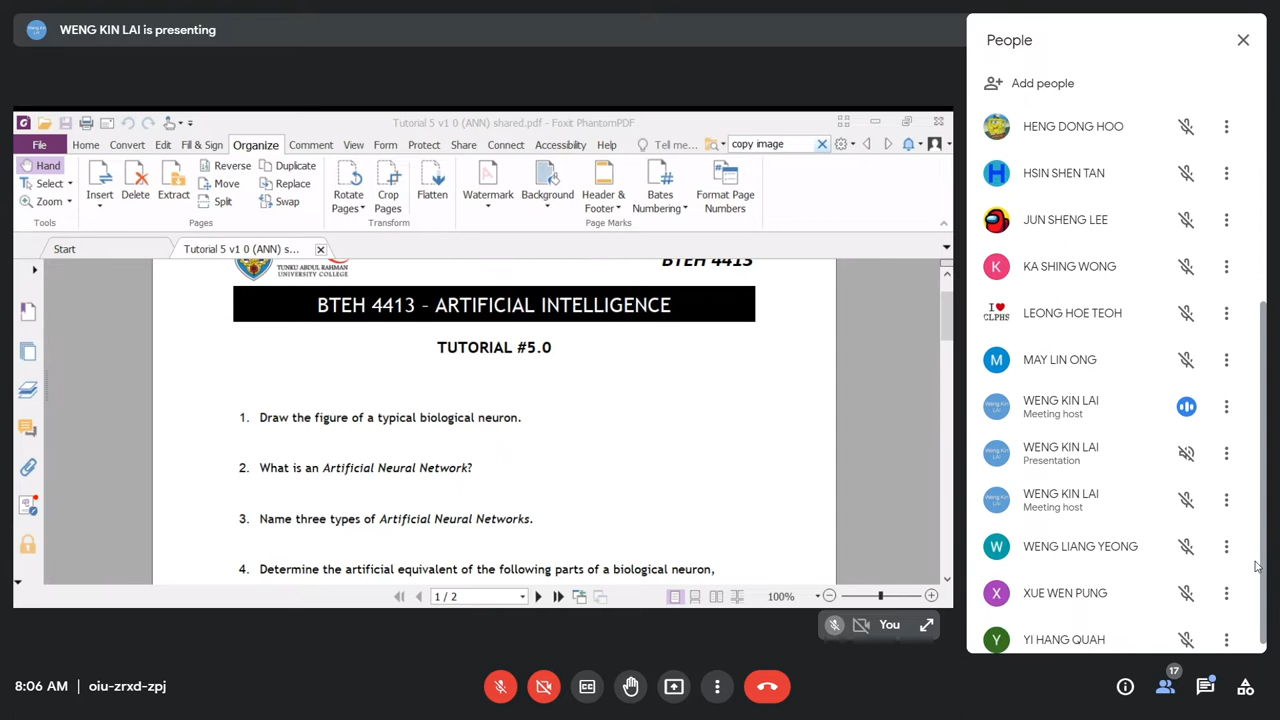 WENG KIN LAI is presenting
Tutorial 5 v1 0 (ANN) shared.pdf - Foxit PhantomPDF
File Home Convert Edit Fill & Sign Organize Comment View Form Protect Share Connect Accessibility Help Tell me... copy image
Hand
Select
Zoom
Tools
Insert
Delete
Extract
Reverse
Move
Split
Duplicate
Replace
Swap
Pages
Rotate Pages
Crop Pages
Flatten
Transform
Watermark
Background
Header & Footer
Bates Numbering
Format Page Numbers
Page Marks
Start
Tutorial 5 v1 0 (ANN) s...
TUNKU ABDUL RAHMAN
UNIVERSITY COLLEGE
BTEH 4413
BTEH 4413 – ARTIFICIAL INTELLIGENCE
TUTORIAL #5.0
1. Draw the figure of a typical biological neuron.
2. What is an Artificial Neural Network?
3. Name three types of Artificial Neural Networks.
4. Determine the artificial equivalent of the following parts of a biological neuron,
1 / 2
100%
You
People
Add people
HENG DONG HOO
HSIN SHEN TAN
JUN SHENG LEE
K
KA SHING WONG
I ♥
CLPHS
LEONG HOE TEOH
M
MAY LIN ONG
Weng Kin
WENG KIN LAI
Meeting host
Weng Kin
WENG KIN LAI
Presentation
Weng Kin
WENG KIN LAI
Meeting host
W
WENG LIANG YEONG
X
XUE WEN PUNG
Y
YI HANG QUAH
8:06 AM | oiu-zrxd-zpj
17